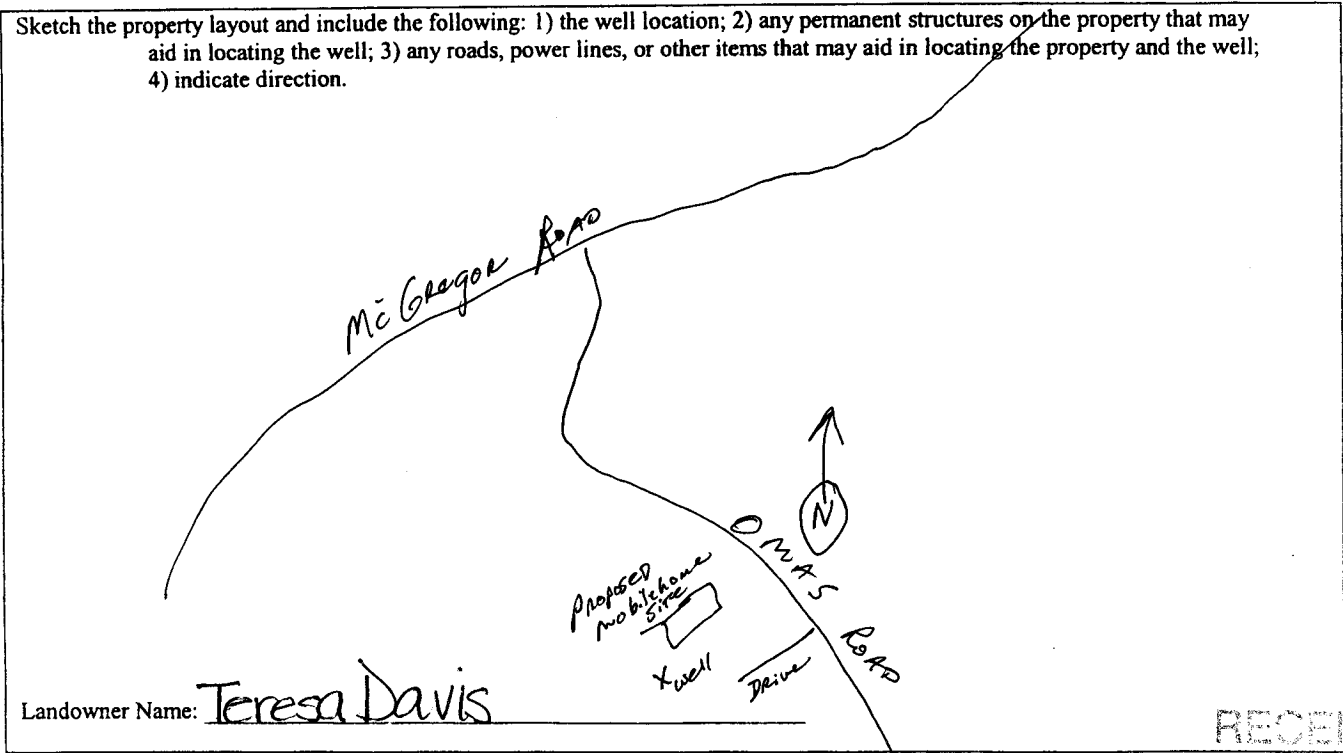 Sketch the property layout and include the following: 1) the well location; 2) any permanent structures on the property that may
aid in locating the well; 3) any roads, power lines, or other items that may aid in locating the property and the well;
4) indicate direction.
McGregor Road
N
OMAS ROAD
Proposed
mobile home
Site
X well
Drive
Landowner Name: Teresa Davis
RECEI